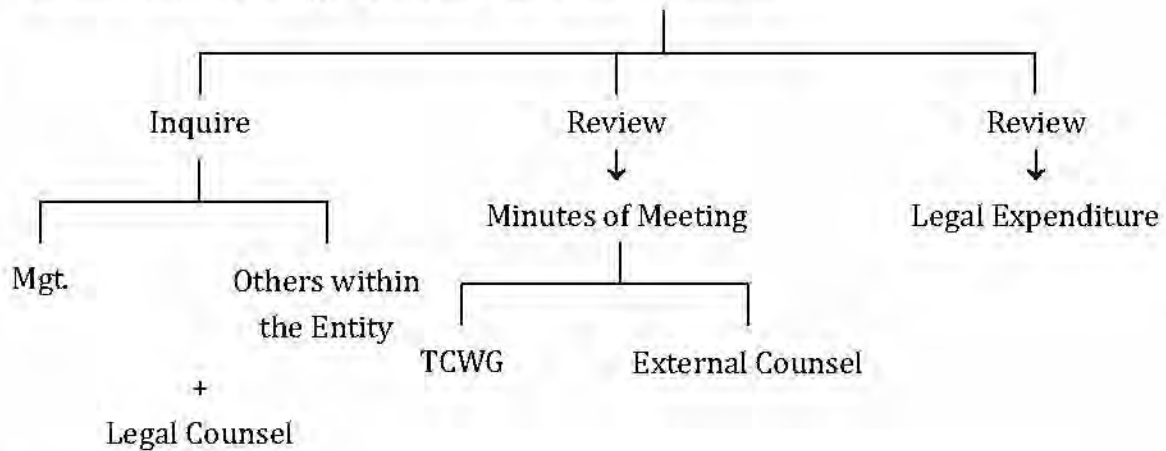 Inquire
Review
Review
Minutes of Meeting
Legal Expenditure
Mgt.
Others within
the Entity
TCWG
External Counsel
+
Legal Counsel